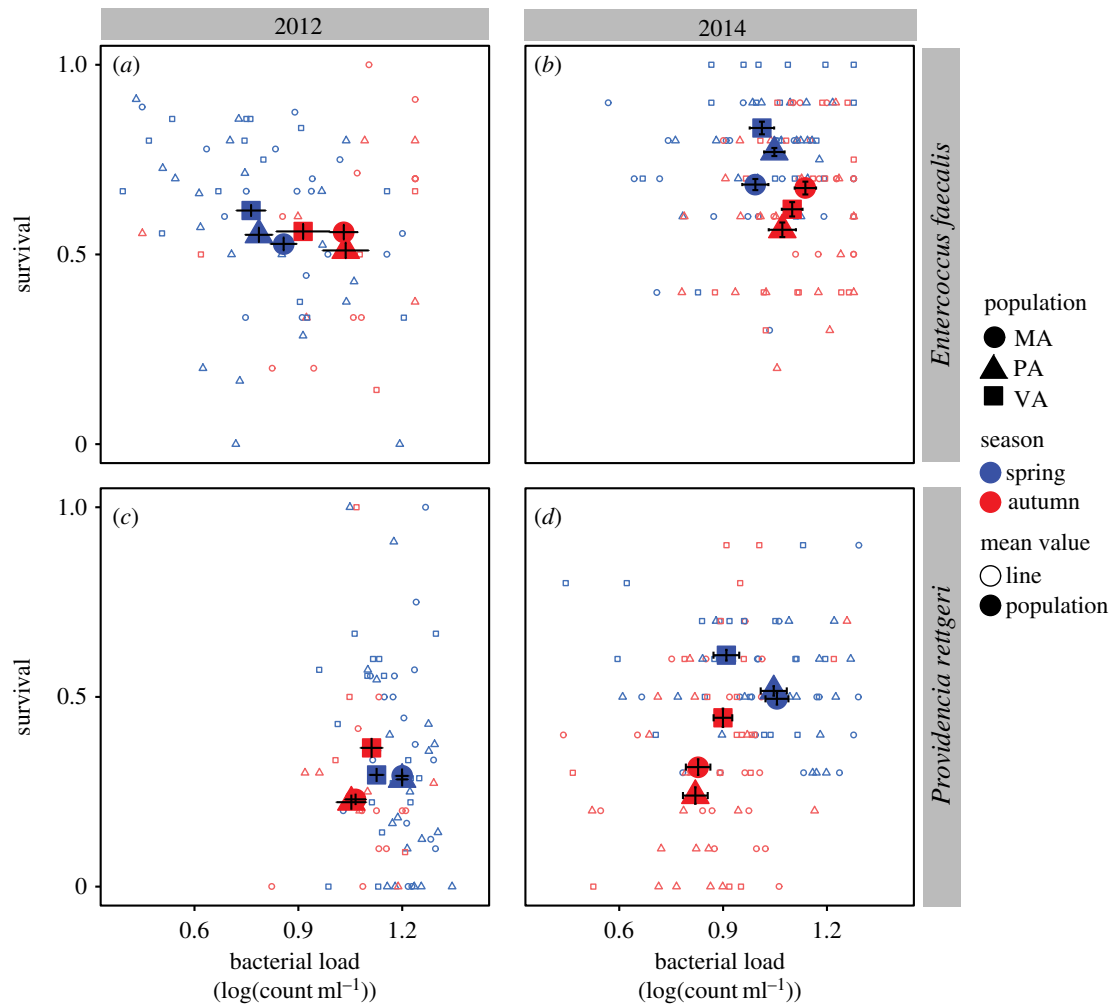 2012
2014
(a)
(b)
1.0
0.5
0
survival
Entercoccus faecalis
population
MA
PA
VA
season
spring
autumn
mean value
line
population
(c)
(d)
1.0
0.5
0
survival
Providencia rettgeri
0.6 0.9 1.2
0.6 0.9 1.2
bacterial load
(log(count ml⁻¹))
bacterial load
(log(count ml⁻¹))